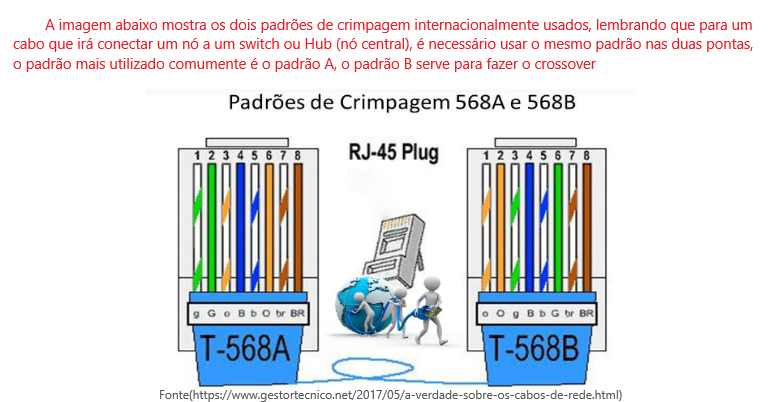 A imagem abaixo mostra os dois padrões de crimpagem internacionalmente usados, lembrando que para um
cabo que irá conectar um nó a um switch ou Hub (nó central), é necessário usar o mesmo padrão nas duas pontas,
o padrão mais utilizado comumente é o padrão A, o padrão B serve para fazer o crossover
Padrões de Crimpagem 568A e 568B
RJ-45 Plug
1 2 3 4 5 6 7 8
g G o B b O br BR
T-568A
1 2 3 4 5 6 7 8
o O g B b G br BR
T-568B
Fonte(https://www.gestortecnico.net/2017/05/a-verdade-sobre-os-cabos-de-rede.html)